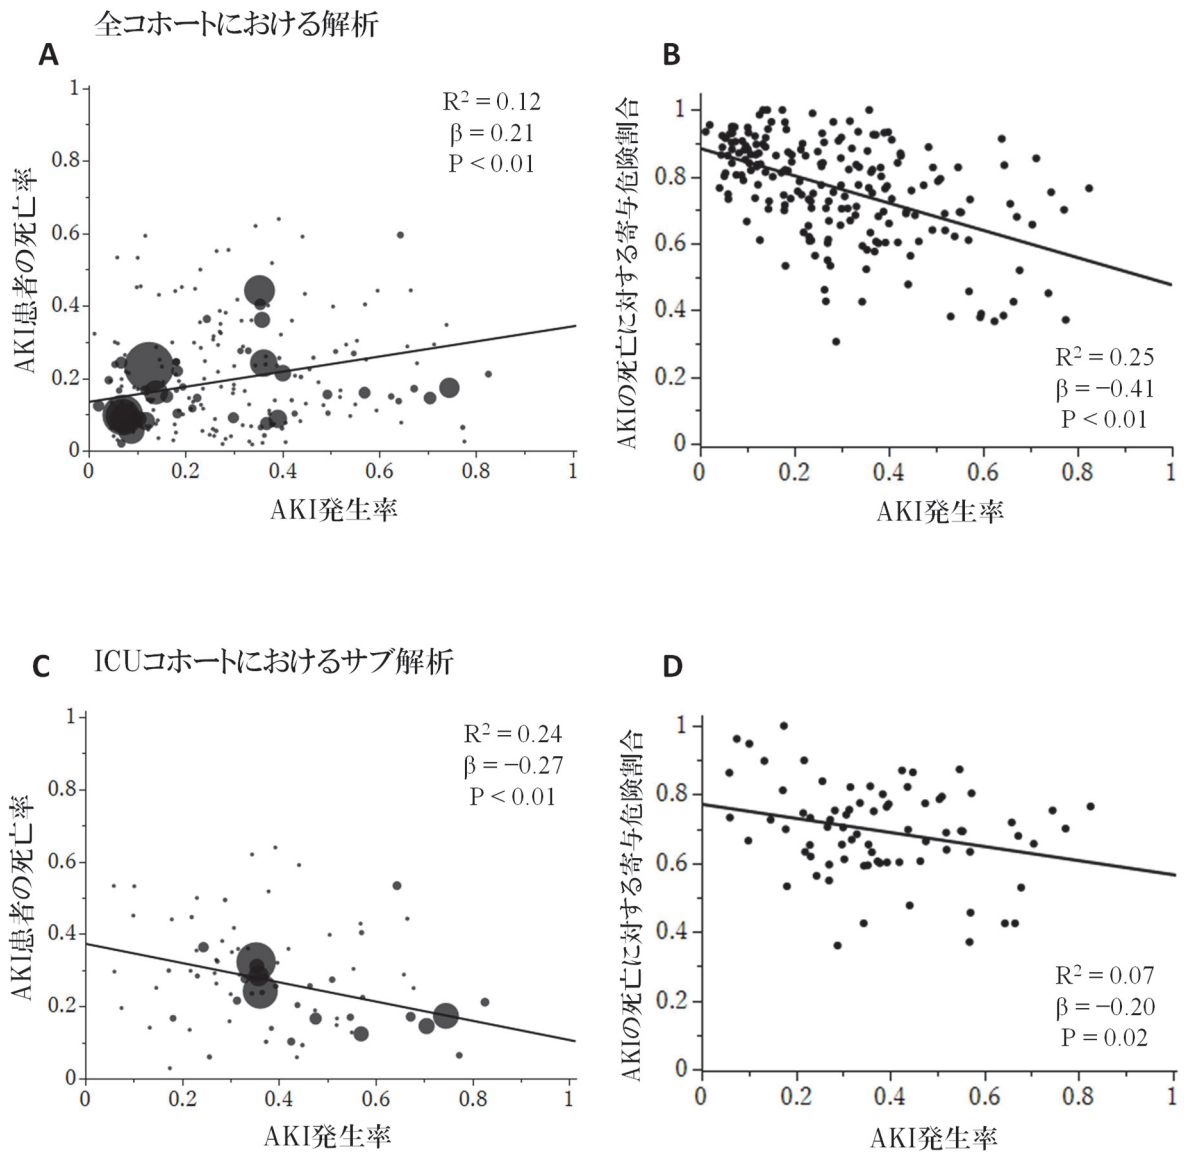 全コホートにおける解析
A
AKI患者の死亡率
1
0.8
0.6
0.4
0.2
0
R² = 0.12
β = 0.21
P < 0.01
0 0.2 0.4 0.6 0.8 1
AKI発生率
B
AKIの死亡に対する寄与危険割合
1
0.8
0.6
0.4
0.2
0
R² = 0.25
β = −0.41
P < 0.01
0 0.2 0.4 0.6 0.8 1
AKI発生率
C
ICUコホートにおけるサブ解析
AKI患者の死亡率
1
0.8
0.6
0.4
0.2
0
R² = 0.24
β = −0.27
P < 0.01
0 0.2 0.4 0.6 0.8 1
AKI発生率
D
AKIの死亡に対する寄与危険割合
1
0.8
0.6
0.4
0.2
0
R² = 0.07
β = −0.20
P = 0.02
0 0.2 0.4 0.6 0.8 1
AKI発生率